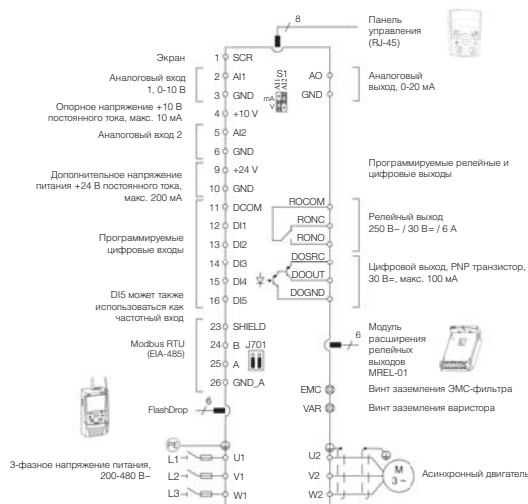 8
Панель
управления
(RJ-45)
Экран
1 SCR
Аналоговый вход
1, 0-10 В
2 AI1
3 GND
S1
AI1
AI2
mA
V
AO
GND
Аналоговый
выход, 0-20 мА
Опорное напряжение +10 В
постоянного тока, макс. 10 мА
4 +10 V
Аналоговый вход 2
5 AI2
6 GND
Дополнительное напряжение
питания +24 В постоянного тока,
макс. 200 мА
9 +24 V
10 GND
Программируемые релейные и
цифровые выходы
11 DCOM
12 DI1
13 DI2
14 DI3
15 DI4
16 DI5
Программируемые
цифровые входы
DI5 может также
использоваться как
частотный вход
ROCOM
RONC
RONO
Релейный выход
250 В~ / 30 В= / 6 А
DOSRC
DOOUT
DOGND
Цифровой выход, PNP транзистор,
30 В=, макс. 100 мА
Modbus RTU
(EIA-485)
23 SHIELD
24 B
25 A
26 GND_A
J701
6
Модуль
расширения
релейных
выходов
MREL-01
FlashDrop
6
EMC
Винт заземления ЭМС-фильтра
VAR
Винт заземления варистора
PE
3-фазное напряжение питания,
200-480 В~
L1
L2
L3
U1
V1
W1
U2
V2
W2
M
3 ~
Асинхронный двигатель